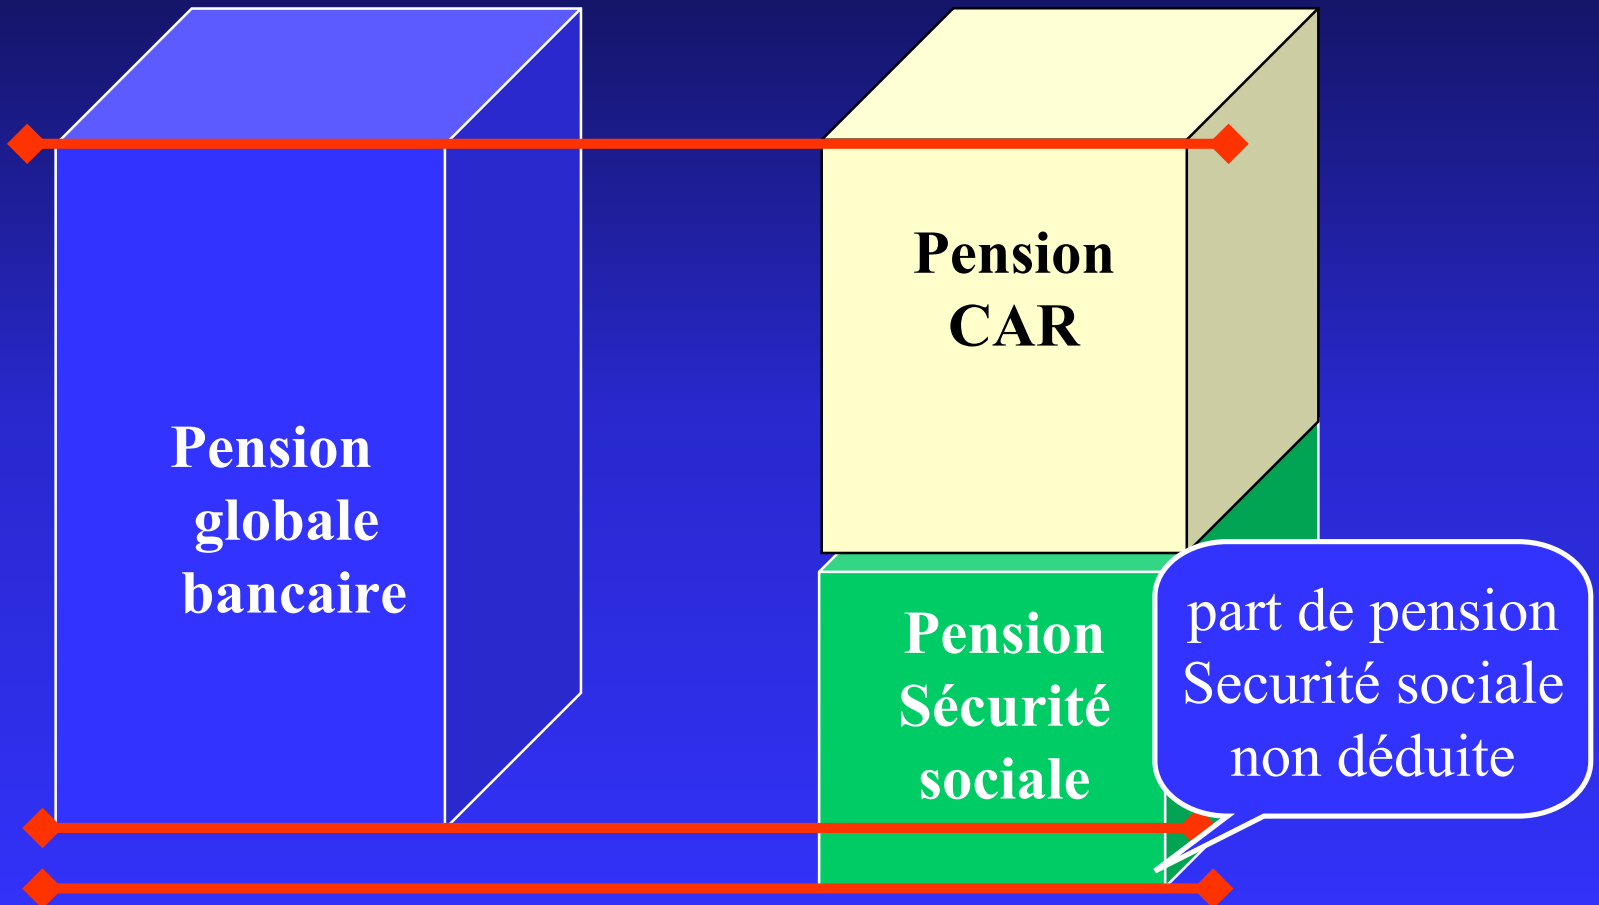 Pension
globale
bancaire
Pension
CAR
Pension
Sécurité
sociale
part de pension
Securité sociale
non déduite